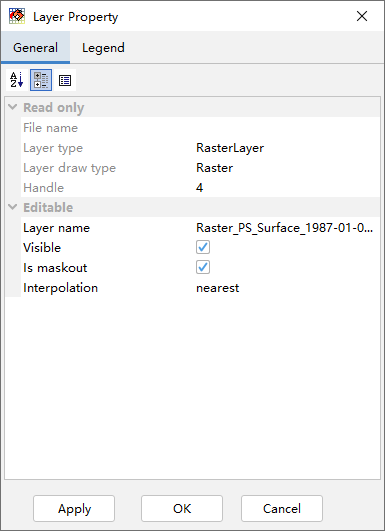 Layer Property
General Legend
Read only
File name
Layer type RasterLayer
Layer draw type Raster
Handle 4
Editable
Layer name Raster_PS_Surface_1987-01-0...
Visible
Is maskout
Interpolation nearest
Apply OK Cancel